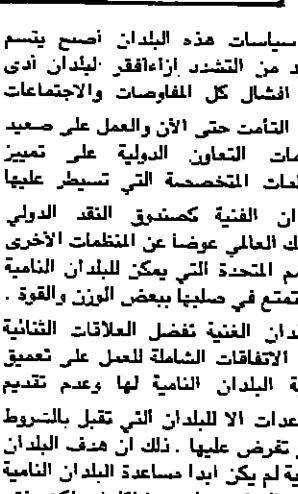 سياسات هذه البلدان أصبح يتسم
من التشدد إزاء أفقر البلدان أدى
افشال كل المفاوضات والاجتماعات
التأمت حتى الآن والعمل على صعيد
مات التعاون الدولية على تمييز
المتخصصة التي تسيطر عليها
ان الغنية كصندوق النقد الدولي
ك العالمي عوضا عن المنظمات الأخرى
م المتحدة التي يمكن للبلدان النامية
تمتع في صلبها ببعض الوزن والقوة .
دان الغنية تفضل العلاقات الثنائية
الاتفاقات الشاملة للعمل على تعميق
ة البلدان النامية لها وعدم تقديم
عدات الا للبلدان التي تقبل بالشروط
تفرض عليها . ذلك ان هدف البلدان
ية لم يكن ابدا مساعدة البلدان النامية